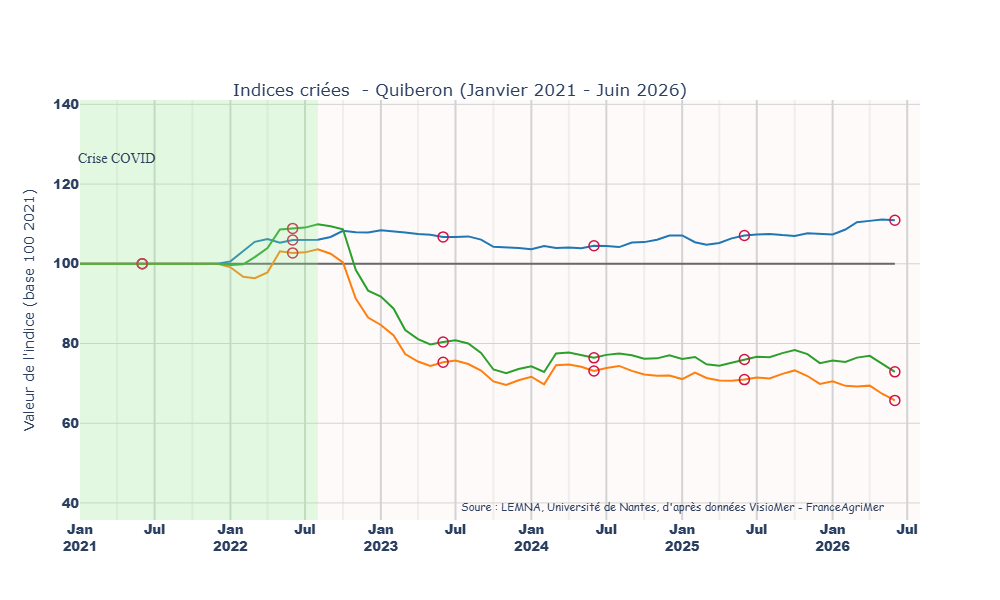 Indices criées - Quiberon (Janvier 2021 - Juin 2026)
Valeur de l'indice (base 100 2021)
140
120
100
80
60
40
Crise COVID
Soure : LEMNA, Université de Nantes, d'après données VisioMer - FranceAgriMer
Jan Jul Jan Jul Jan Jul Jan Jul Jan Jul Jan Jul
2021 2022 2023 2024 2025 2026